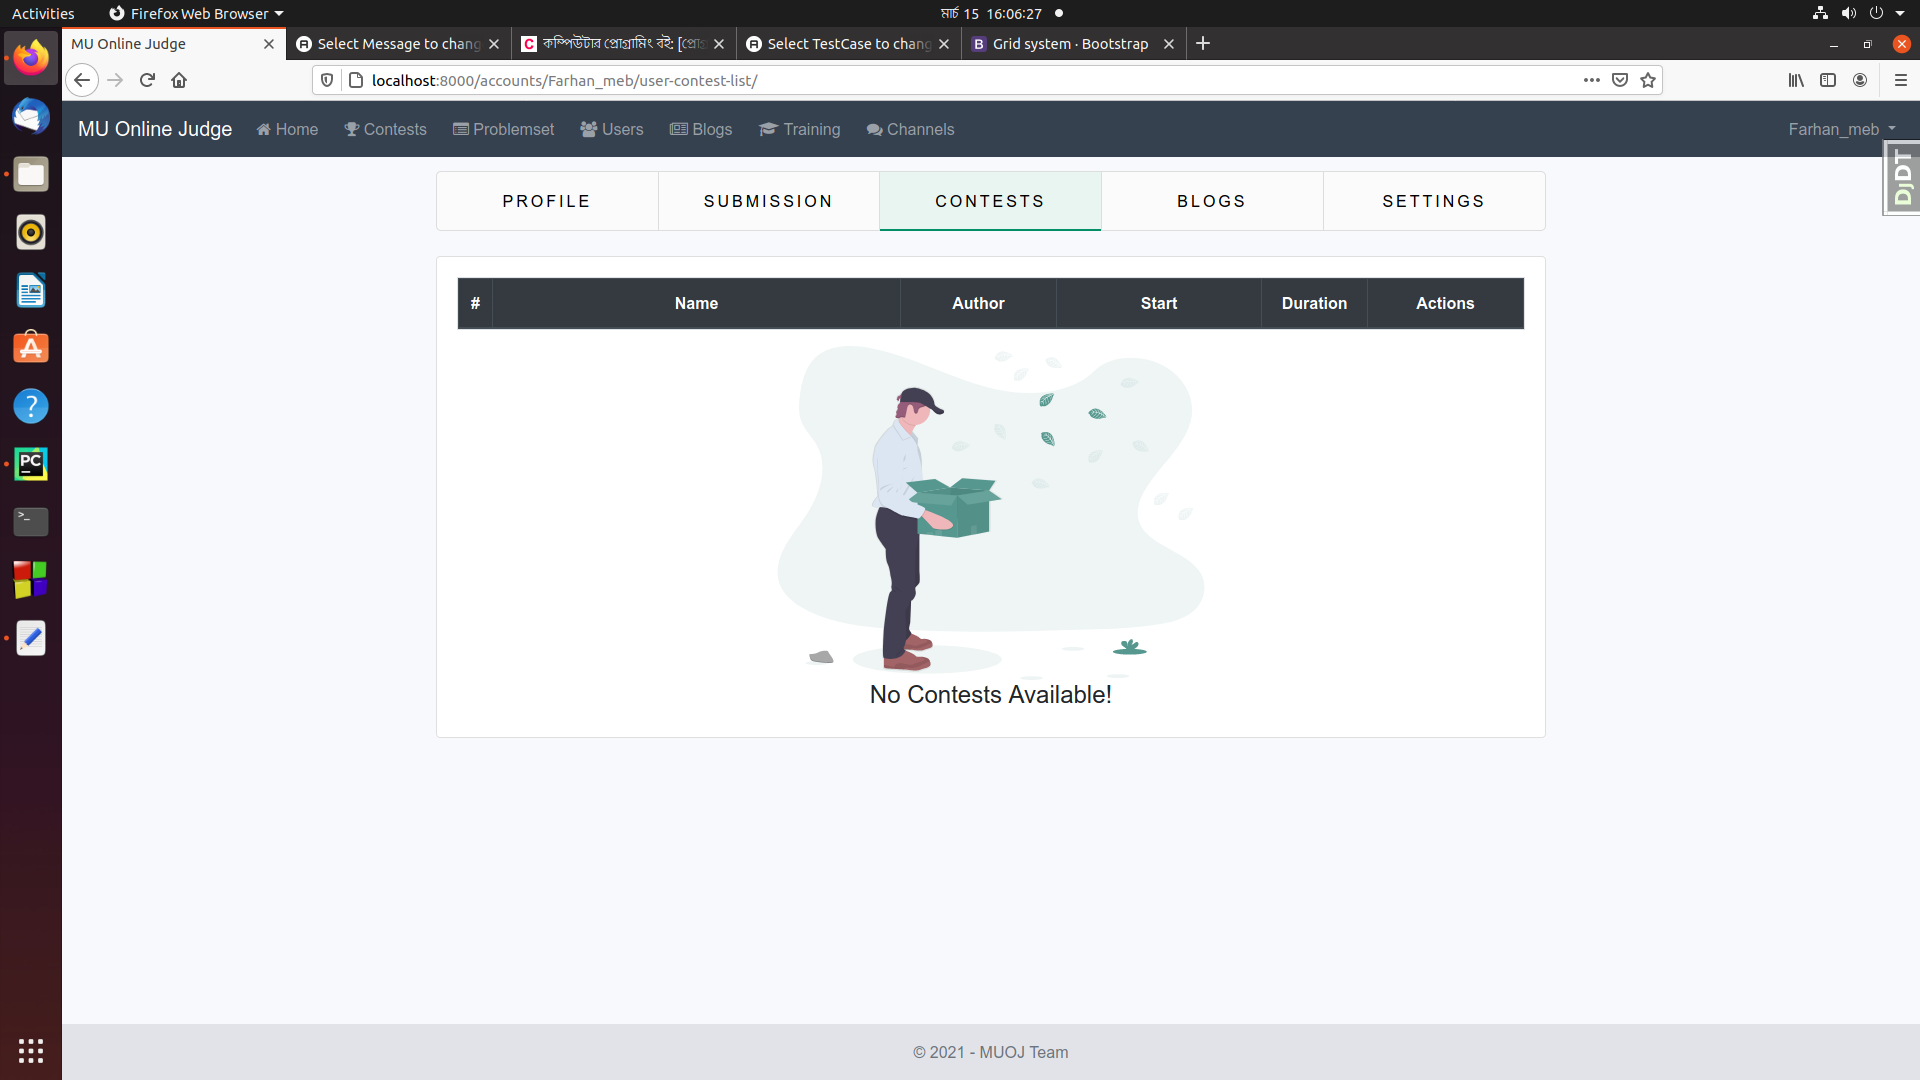 Activities Firefox Web Browser মার্চ 15 16:06:27
MU Online Judge Select Message to chang কম্পিউটার প্রোগ্রামিং বই: [প্রো Select TestCase to chang Grid system · Bootstrap
localhost:8000/accounts/Farhan_meb/user-contest-list/
MU Online Judge Home Contests Problemset Users Blogs Training Channels Farhan_meb
DjDT
PROFILE SUBMISSION CONTESTS BLOGS SETTINGS
# Name Author Start Duration Actions
No Contests Available!
© 2021 - MUOJ Team